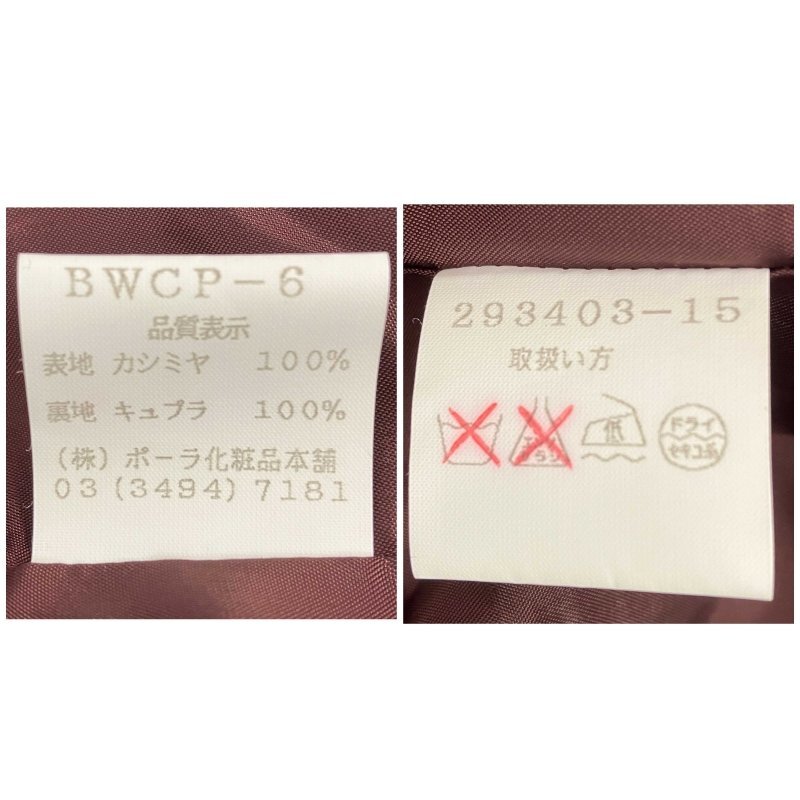 BWCP-6
品質表示
表地 カシミヤ 100%
裏地 キュプラ 100%
(株)ポーラ化粧品本舗
03(3494)7181
293403-15
取扱い方
低
ドライ
セキユ系